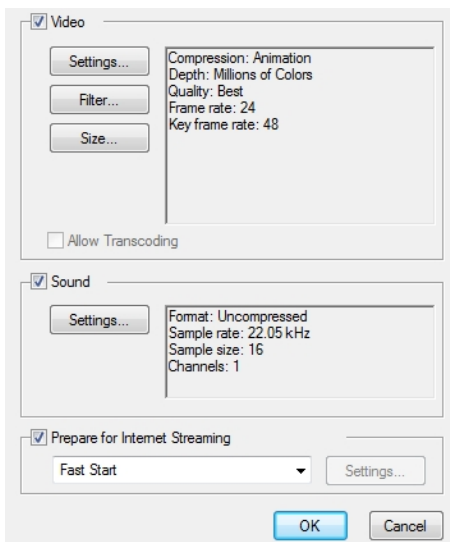 Video
Settings...
Filter...
Size...
Compression: Animation
Depth: Millions of Colors
Quality: Best
Frame rate: 24
Key frame rate: 48
Allow Transcoding
Sound
Settings...
Format: Uncompressed
Sample rate: 22.05 kHz
Sample size: 16
Channels: 1
Prepare for Internet Streaming
Fast Start
Settings...
OK
Cancel